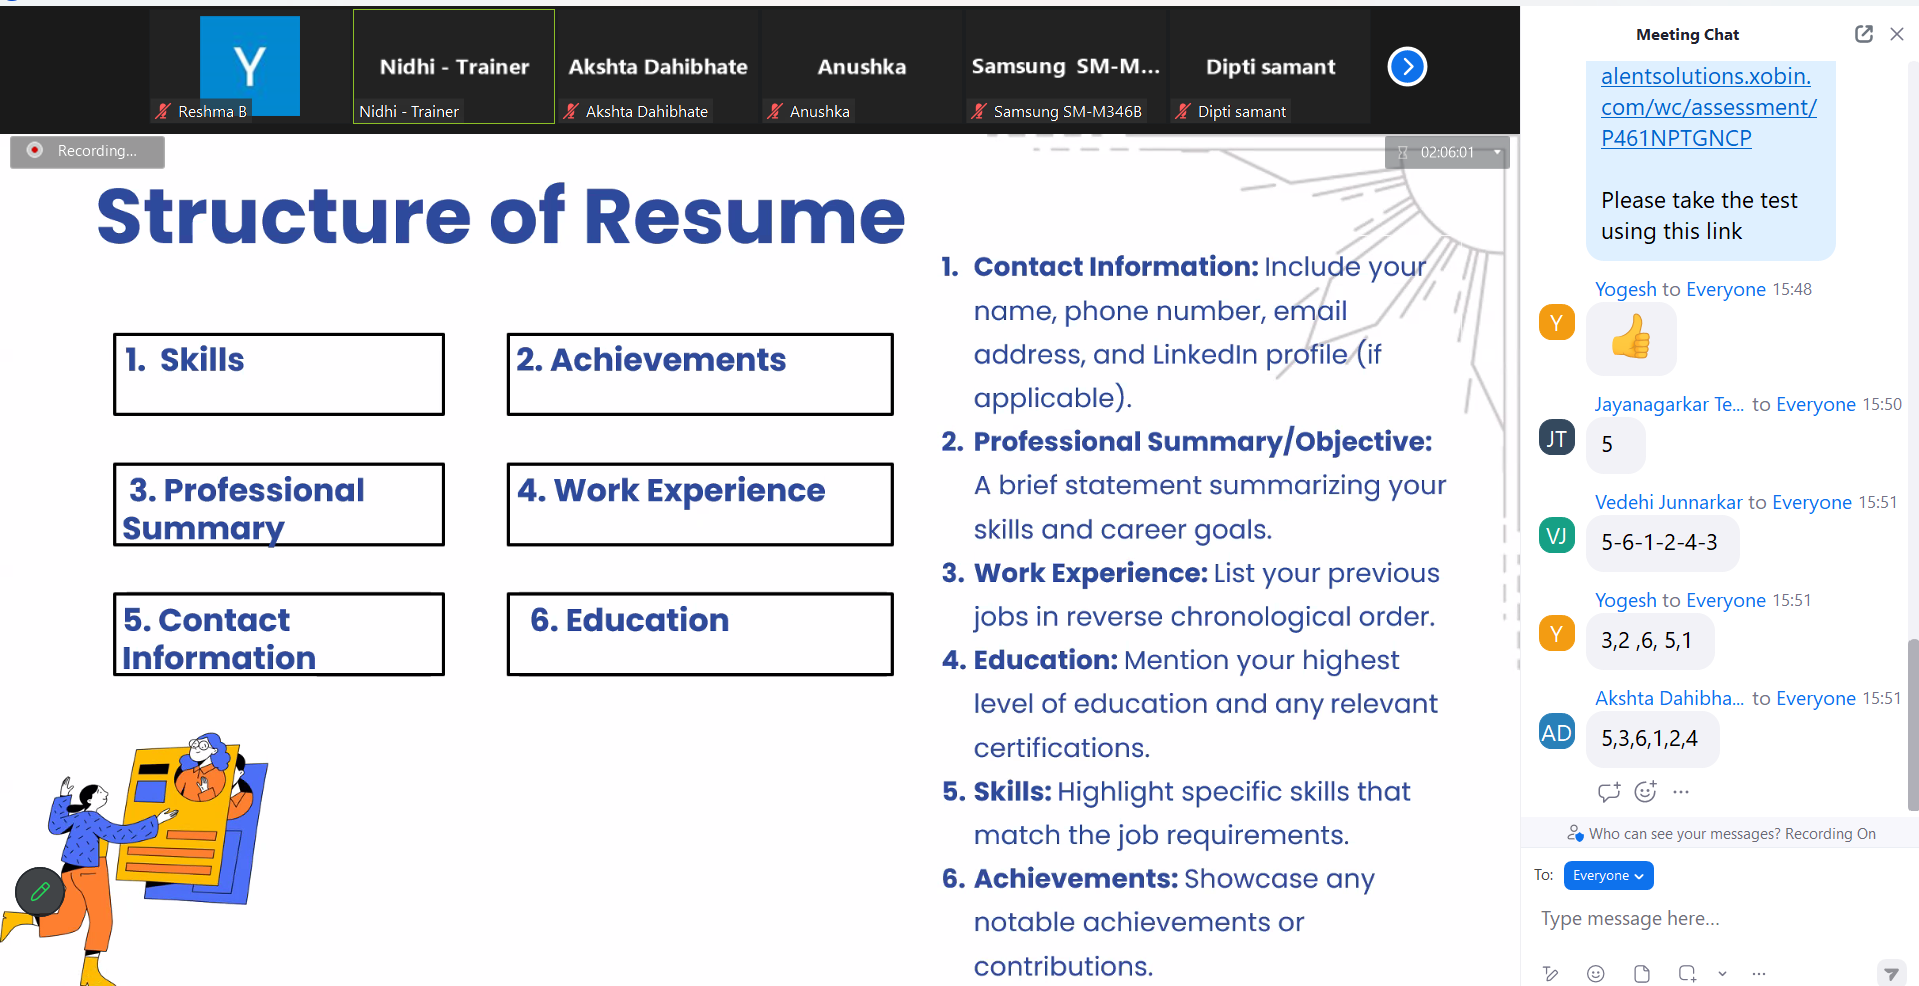 Y
Reshma B
Nidhi - Trainer
Nidhi - Trainer
Akshta Dahibhate
Akshta Dahibhate
Anushka
Anushka
Samsung SM-M...
Samsung SM-M346B
Dipti samant
Dipti samant
Recording...
02:06:01
Structure of Resume
1. Skills
2. Achievements
3. Professional
Summary
4. Work Experience
5. Contact
Information
6. Education
1. Contact Information: Include your
name, phone number, email
address, and LinkedIn profile (if
applicable).
2. Professional Summary/Objective:
A brief statement summarizing your
skills and career goals.
3. Work Experience: List your previous
jobs in reverse chronological order.
4. Education: Mention your highest
level of education and any relevant
certifications.
5. Skills: Highlight specific skills that
match the job requirements.
6. Achievements: Showcase any
notable achievements or
contributions.
Meeting Chat
alentsolutions.xobin.
com/wc/assessment/
P461NPTGNCP
Please take the test
using this link
Yogesh to Everyone 15:48
Y
👍
Jayanagarkar Te... to Everyone 15:50
JT
5
Vedehi Junnarkar to Everyone 15:51
VJ
5-6-1-2-4-3
Yogesh to Everyone 15:51
Y
3,2 ,6, 5,1
Akshta Dahibha... to Everyone 15:51
AD
5,3,6,1,2,4
Who can see your messages? Recording On
To: Everyone
Type message here...